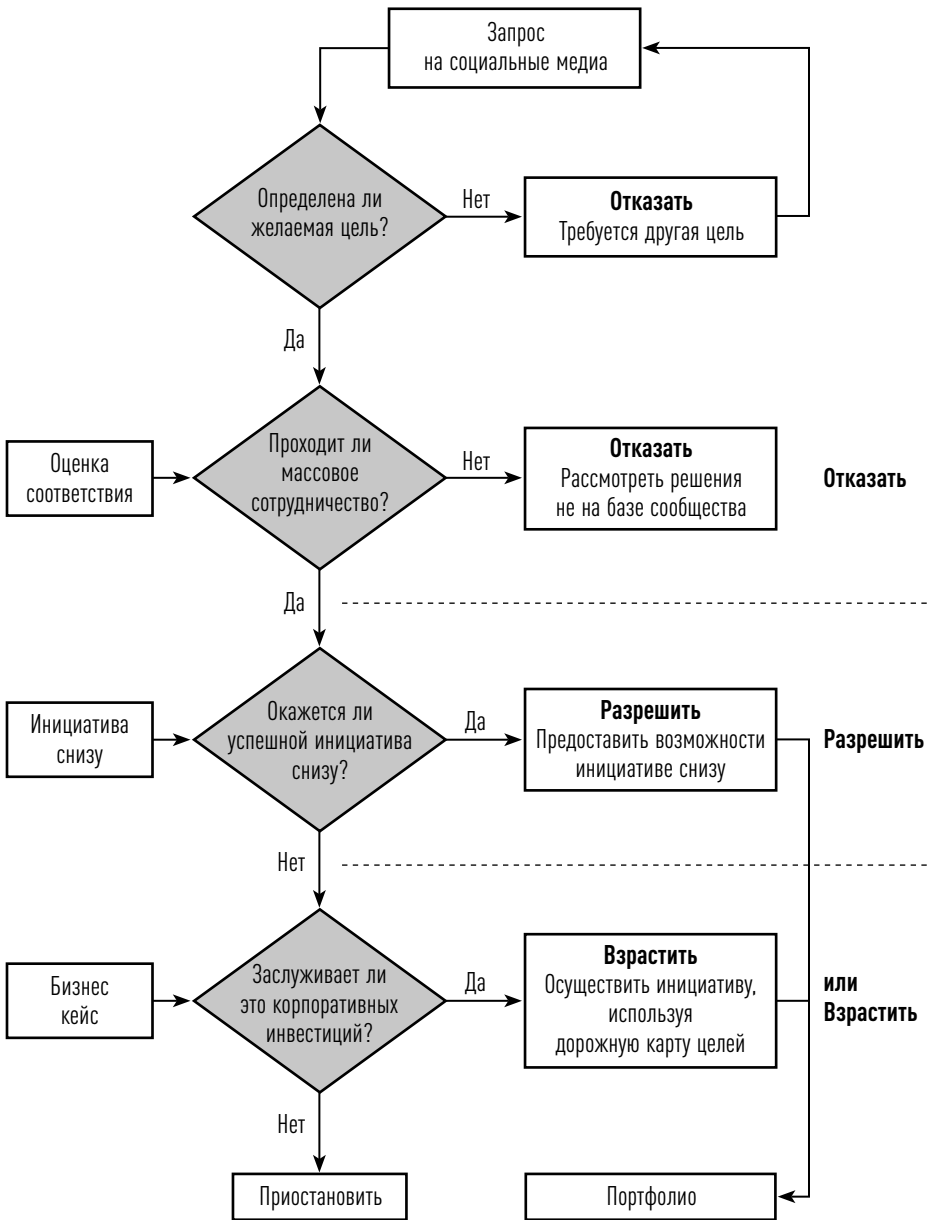 Запрос
на социальные медиа
Определена ли
желаемая цель?
Нет
Отказать
Требуется другая цель
Да
Оценка
соответствия
Проходит ли
массовое
сотрудничество?
Нет
Отказать
Рассмотреть решения
не на базе сообщества
Отказать
Да
Инициатива
снизу
Окажется ли
успешной инициатива
снизу?
Да
Разрешить
Предоставить возможности
инициативе снизу
Разрешить
Нет
Бизнес
кейс
Заслуживает ли
это корпоративных
инвестиций?
Да
Взрастить
Осуществить инициативу,
используя
дорожную карту целей
или
Взрастить
Нет
Приостановить
Портфолио